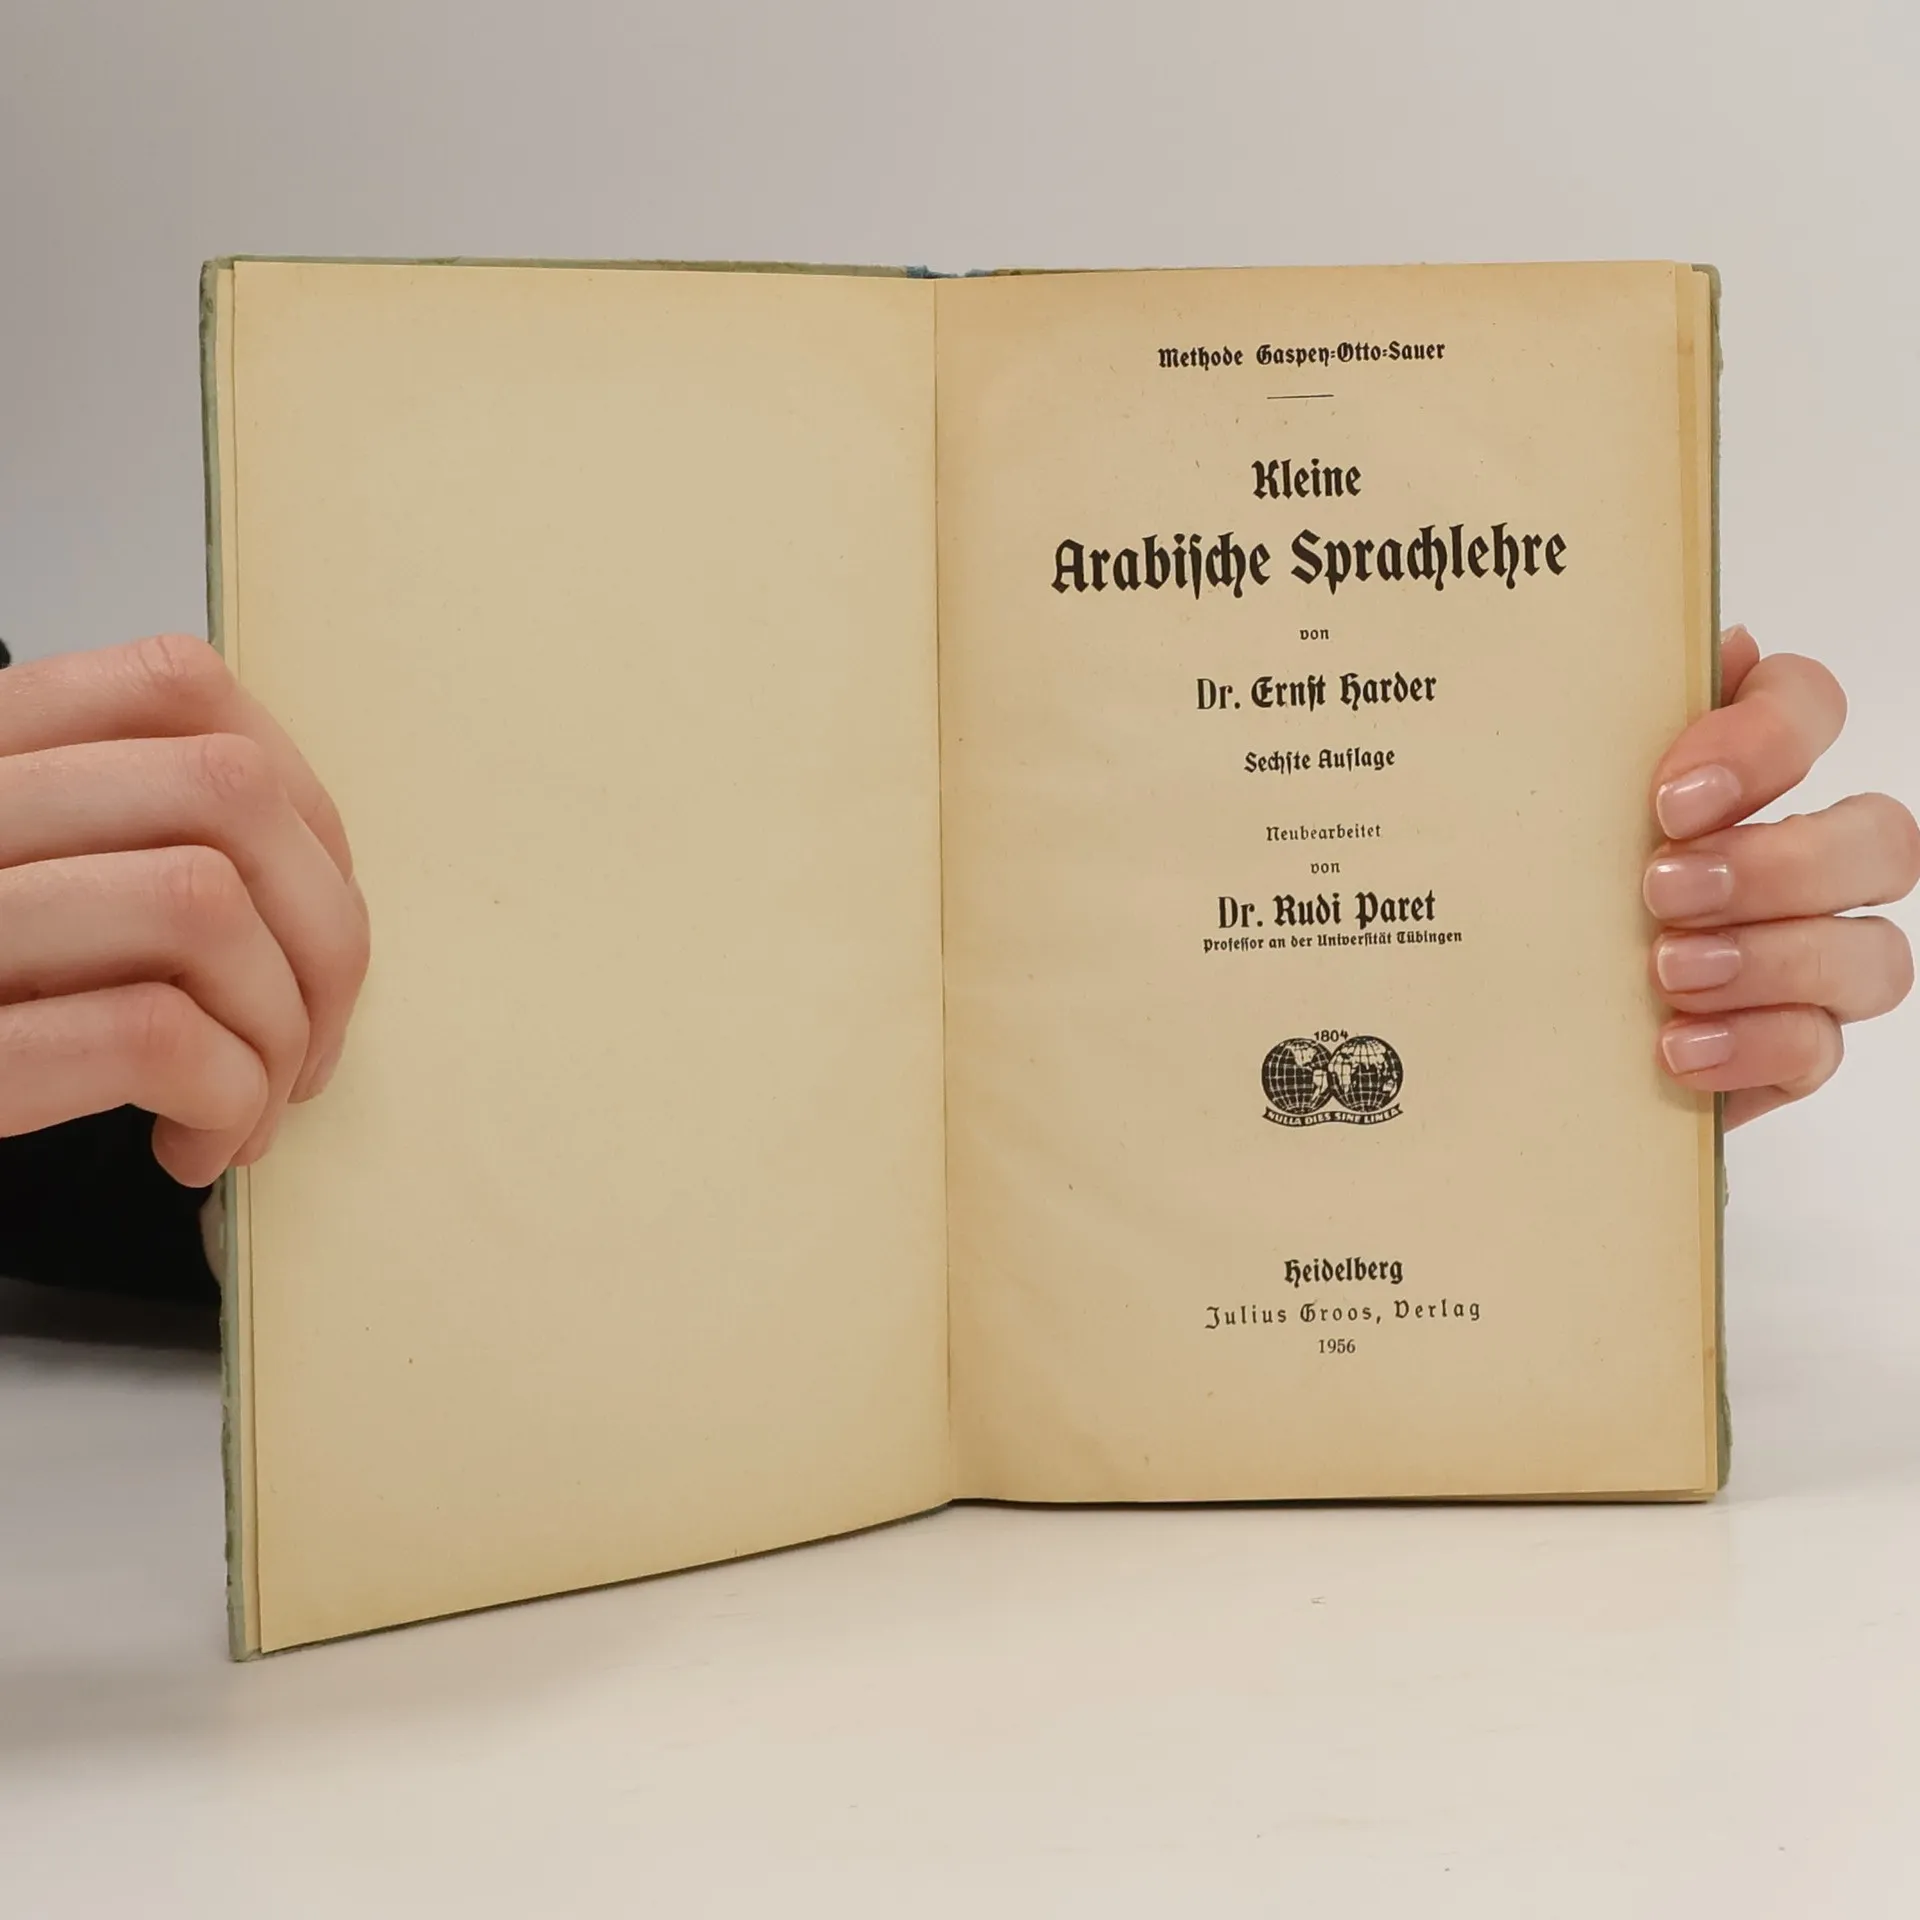 Methode Gaspey=Otto=Sauer
Kleine
Arabiſche Sprachlehre
von
Dr. Ernſt Harder
Sechſte Auflage
Neubearbeitet
von
Dr. Rudi Paret
Profeſſor an der Univerſität Tübingen
1804
NULLA DIES SINE LINEA
Heidelberg
Julius Groos, Verlag
1956